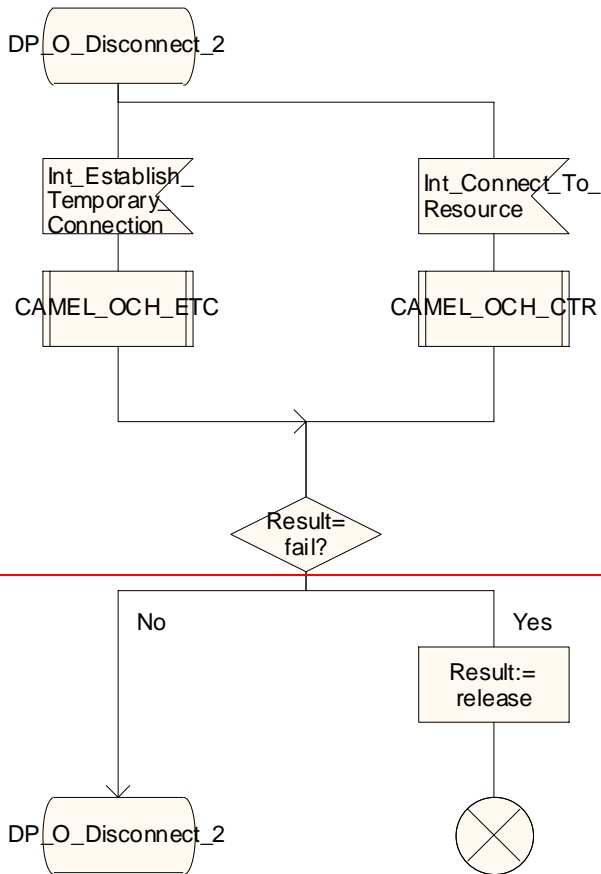 DP_O_Disconnect_2
Int_Establish_
Temporary_
Connection
Int_Connect_To_
Resource
CAMEL_OCH_ETC
CAMEL_OCH_CTR
Result=
fail?
No
Yes
Result:=
release
DP_O_Disconnect_2